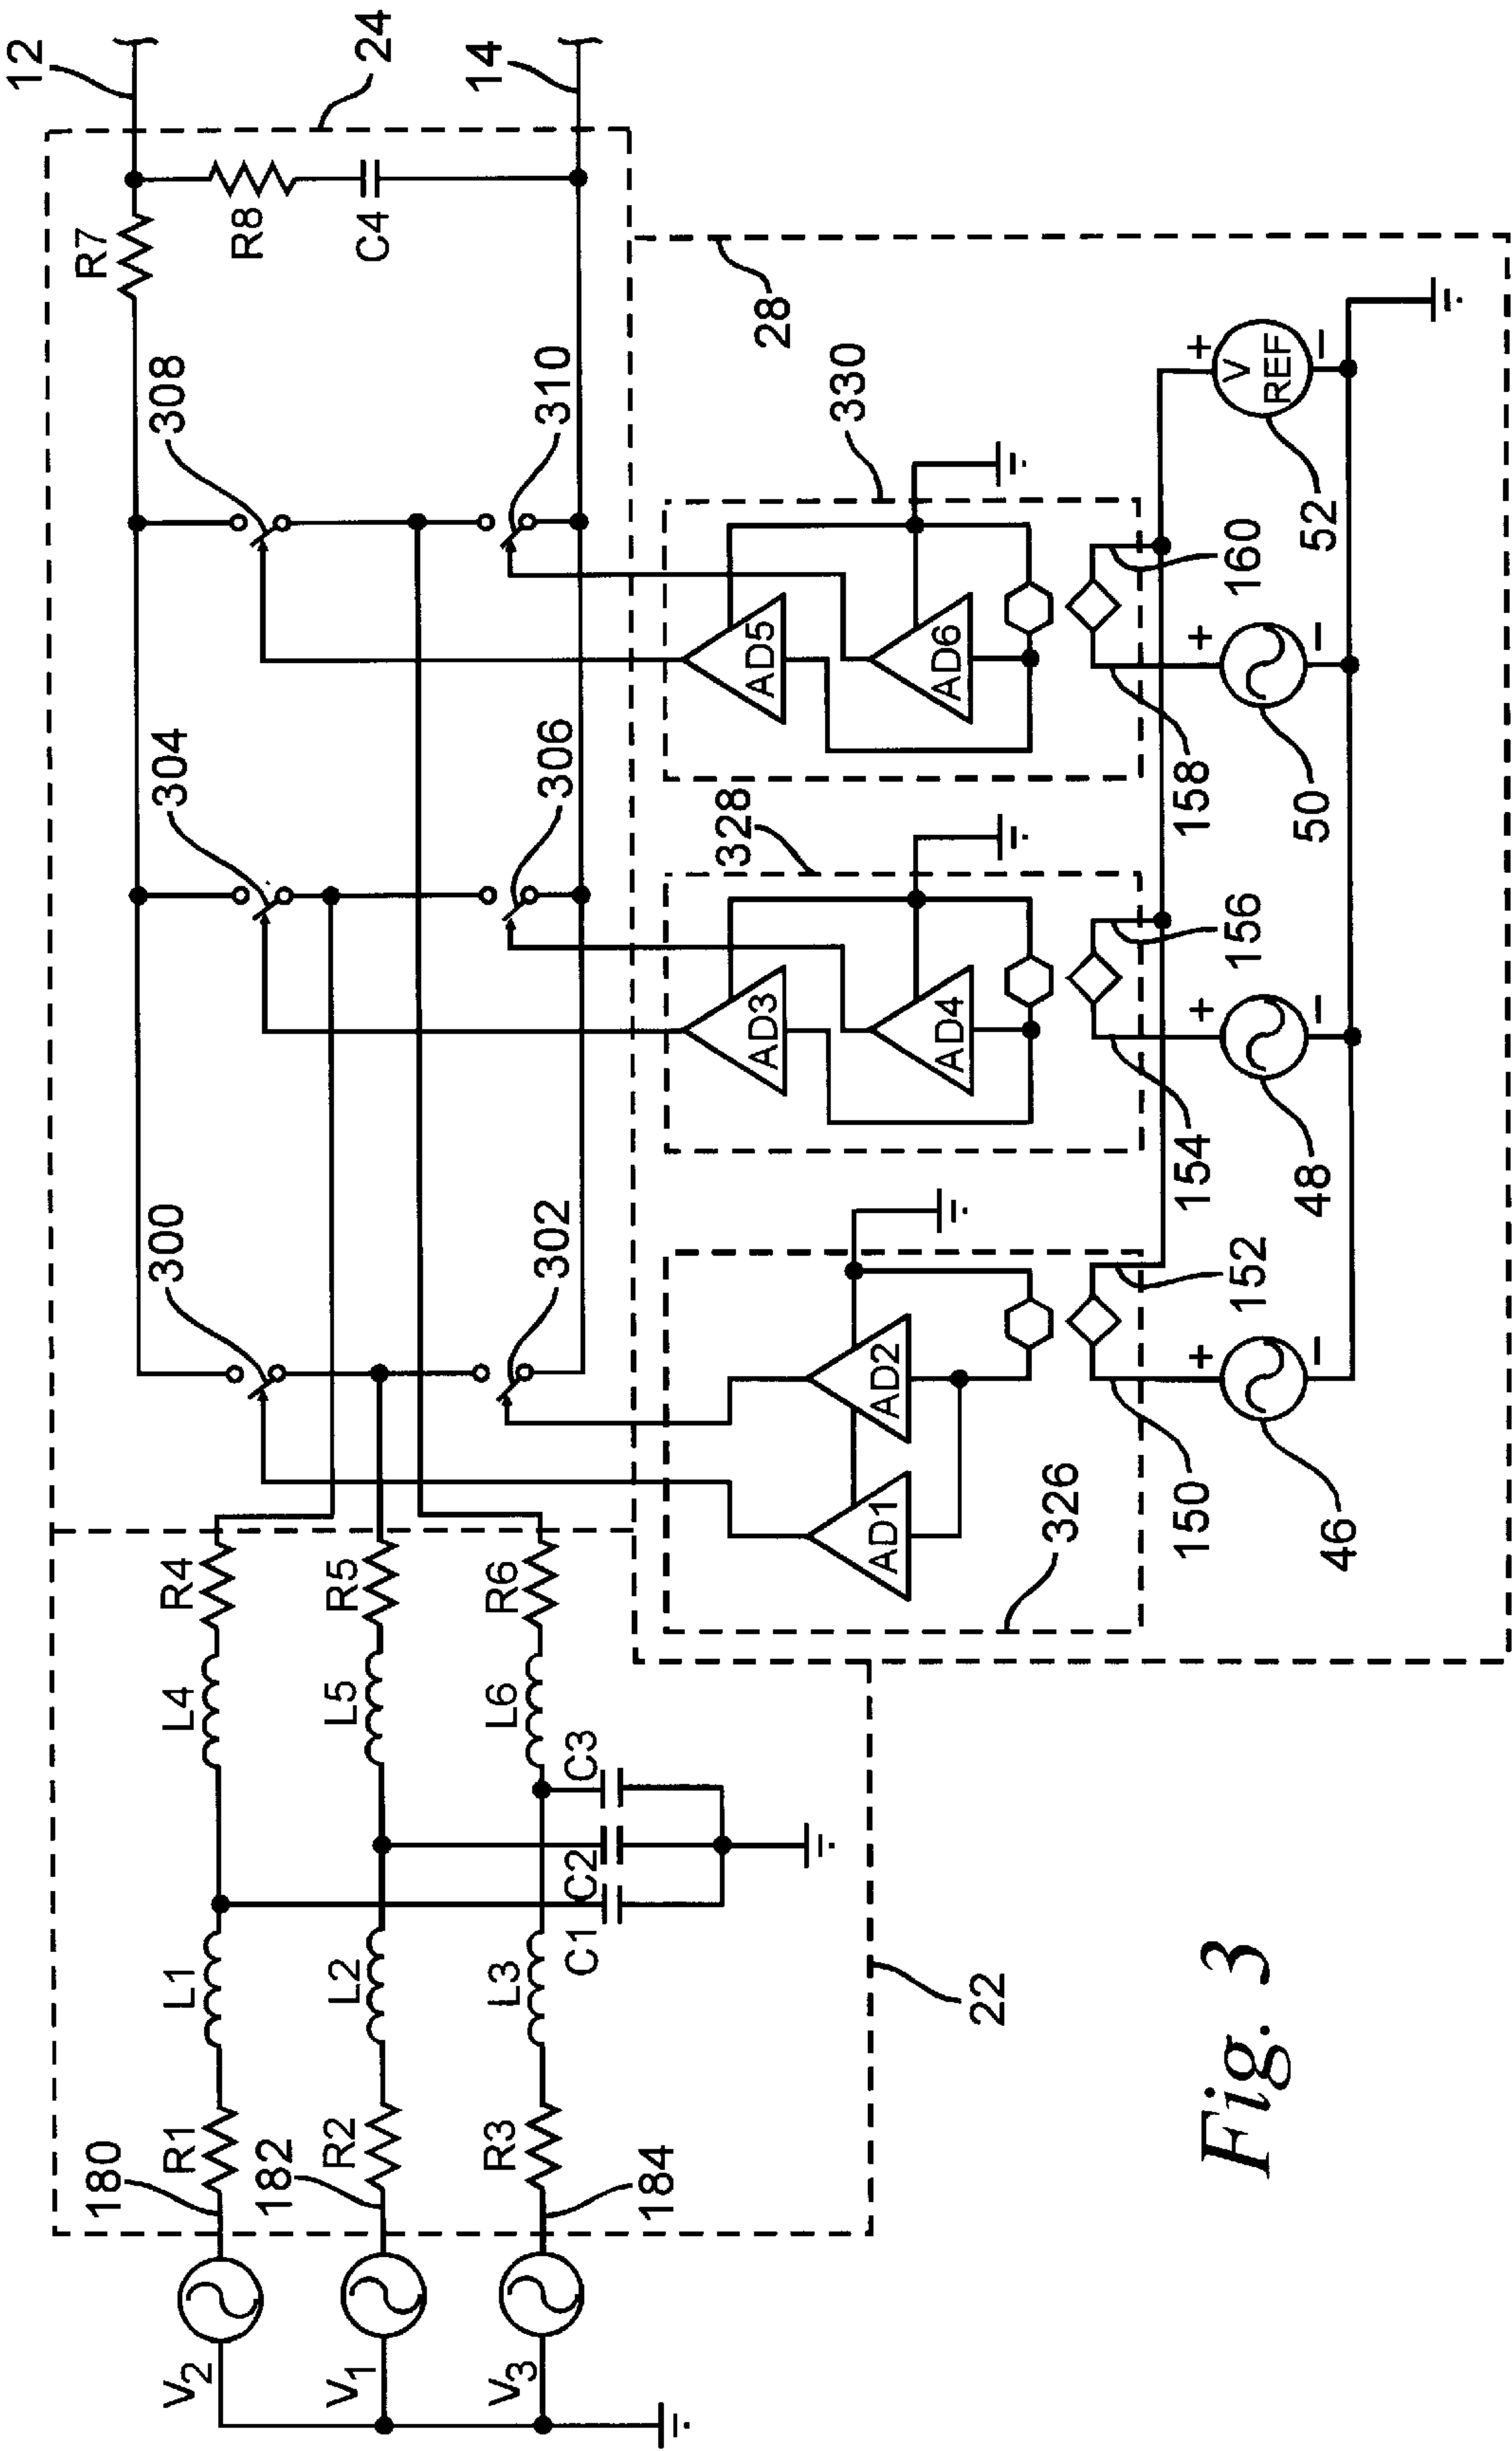 12
24
14
R7
R8
C4
308
310
304
306
300
302
R4
R5
R6
L4
L5
L6
C3
C2
C1
L1
L2
L3
R1
R2
R3
180
182
184
V2
V1
V3
22
28
330
AD5
AD6
328
AD3
AD4
326
AD1
AD2
+
V
REF
−
52
160
158
+
−
50
156
154
+
−
48
152
150
+
−
46
Fig. 3